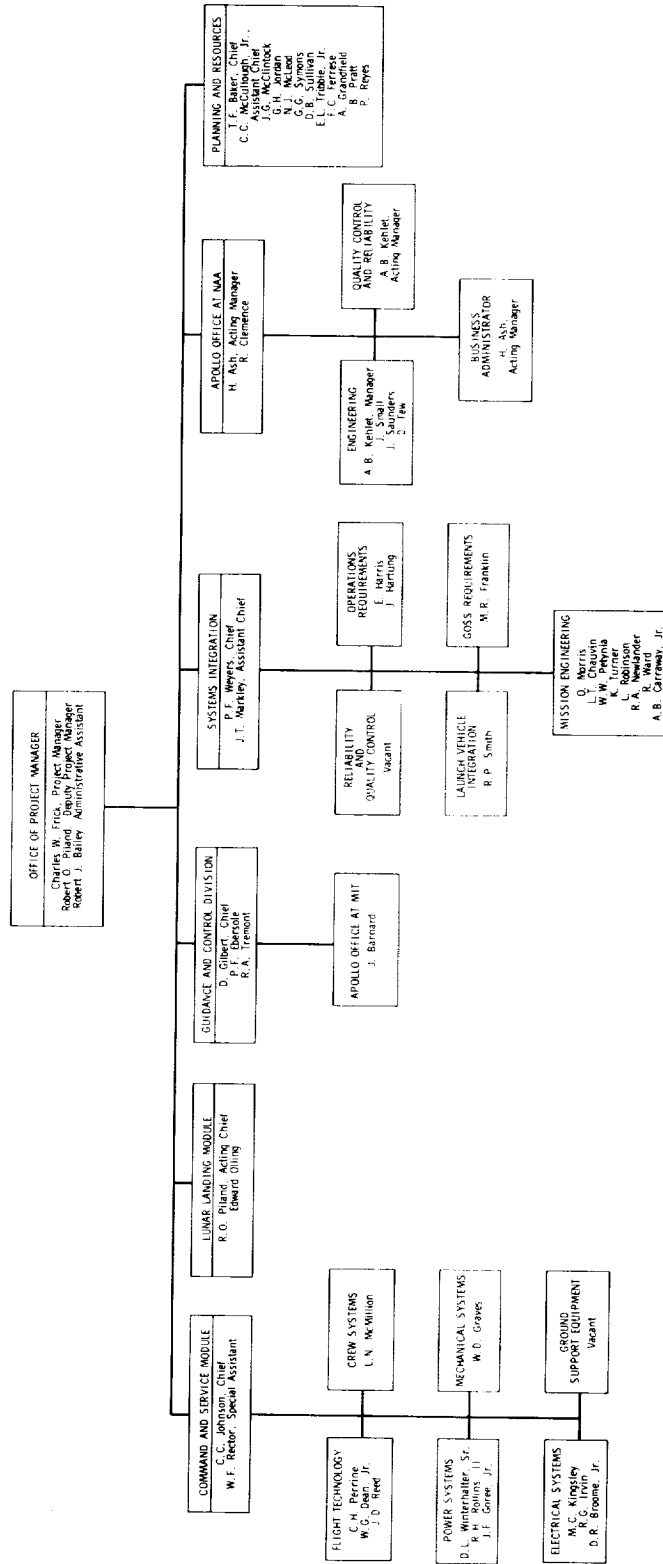 OFFICE OF PROJECT MANAGER
Charles W. Frick, Project Manager
Robert O. Piland, Deputy Project Manager
Robert J. Bailey Administrative Assistant
COMMAND AND SERVICE MODULE
C.C. Johnson, Chief
W.F. Rector, Special Assistant
FLIGHT TECHNOLOGY
C.H. Perrine
W.G. Dean, Jr.
J.D. Reed
CREW SYSTEMS
L.N. McMillion
POWER SYSTEMS
D.L. Winterhalter, Sr.
R.H. Rollins II
J.F. Goree, Jr.
MECHANICAL SYSTEMS
W.D. Graves
ELECTRICAL SYSTEMS
M.C. Kingsley
R.G. Irvin
D.R. Broome, Jr.
GROUND
SUPPORT EQUIPMENT
Vacant
LUNAR LANDING MODULE
R.O. Piland, Acting Chief
Edward Olling
GUIDANCE AND CONTROL DIVISION
D. Gilbert, Chief
P.F. Ebersole
R.A. Tremont
APOLLO OFFICE AT MIT
J. Barnard
SYSTEMS INTEGRATION
P.F. Weyers, Chief
J.T. Markley, Assistant Chief
RELIABILITY
AND
QUALITY CONTROL
Vacant
OPERATIONS
REQUIREMENTS
E. Harris
J. Hartung
LAUNCH VEHICLE
INTEGRATION
R.P. Smith
GOSS REQUIREMENTS
M.R. Franklin
MISSION ENGINEERING
O. Morris
L.T. Chauvin
W.W. Petynia
K. Turner
L. Robinson
R.A. Newlander
R. Ward
A.B. Carraway, Jr.
APOLLO OFFICE AT NAA
H. Ash, Acting Manager
R. Clemence
ENGINEERING
A.B. Kehlet, Manager
J. Small
J. Saunders
D. Few
QUALITY CONTROL
AND RELIABILITY
A.B. Kehlet,
Acting Manager
BUSINESS
ADMINISTRATOR
H. Ash,
Acting Manager
PLANNING AND RESOURCES
T.F. Baker, Chief
C.C. McCullough, Jr.,
Assistant Chief
J.G. McClintock
G.H. Jordan
N.J. McLeod
G.G. Symons
D.B. Sullivan
E.L. Tribble, Jr.
F.C. Ferrese
A. Grandfield
B. Pratt
P. Reyes